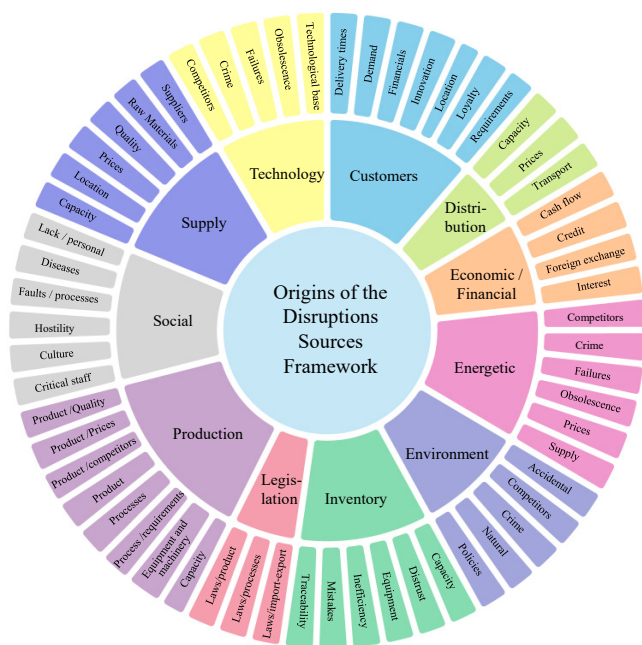 Origins of the
Disruptions
Sources
Framework
Customers
Delivery times
Demand
Financials
Innovation
Location
Loyalty
Requirements
Distri-
bution
Capacity
Prices
Transport
Economic /
Financial
Cash flow
Credit
Foreign exchange
Interest
Energetic
Competitors
Crime
Failures
Obsolescence
Prices
Supply
Environment
Accidental
Competitors
Crime
Natural
Policies
Inventory
Capacity
Distrust
Equipment
Inefficiency
Mistakes
Traceability
Legis-
lation
Laws/import-export
Laws/processes
Laws/product
Production
Capacity
Equipment and
machinery
Process /requirements
Processes
Product
Product /competitors
Product /Prices
Product /Quality
Social
Critical staff
Culture
Hostility
Faults / processes
Diseases
Lack / personal
Supply
Capacity
Location
Prices
Quality
Raw Materials
Suppliers
Technology
Competitors
Crime
Failures
Obsolescence
Technological base